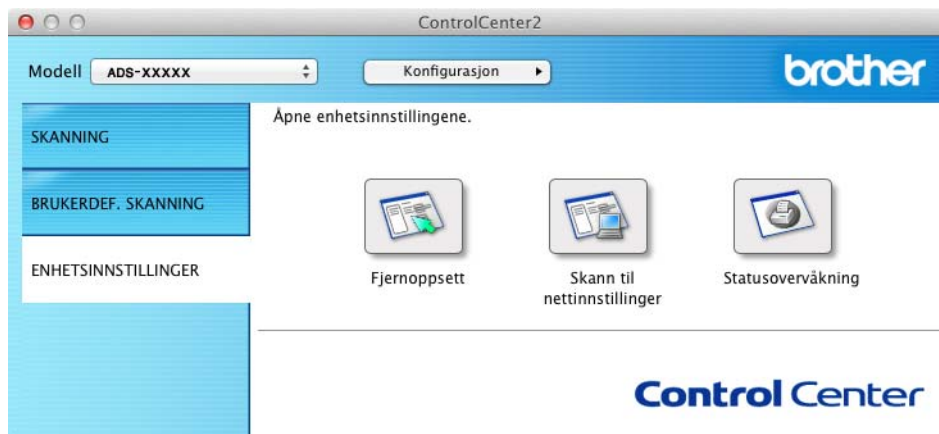 ControlCenter2
Modell ADS-XXXXX Konfigurasjon brother
SKANNING
BRUKERDEF. SKANNING
ENHETSINNSTILLINGER
Åpne enhetsinnstillingene.
Fjernoppsett
Skann til
nettinnstillinger
Statusovervåkning
Control Center